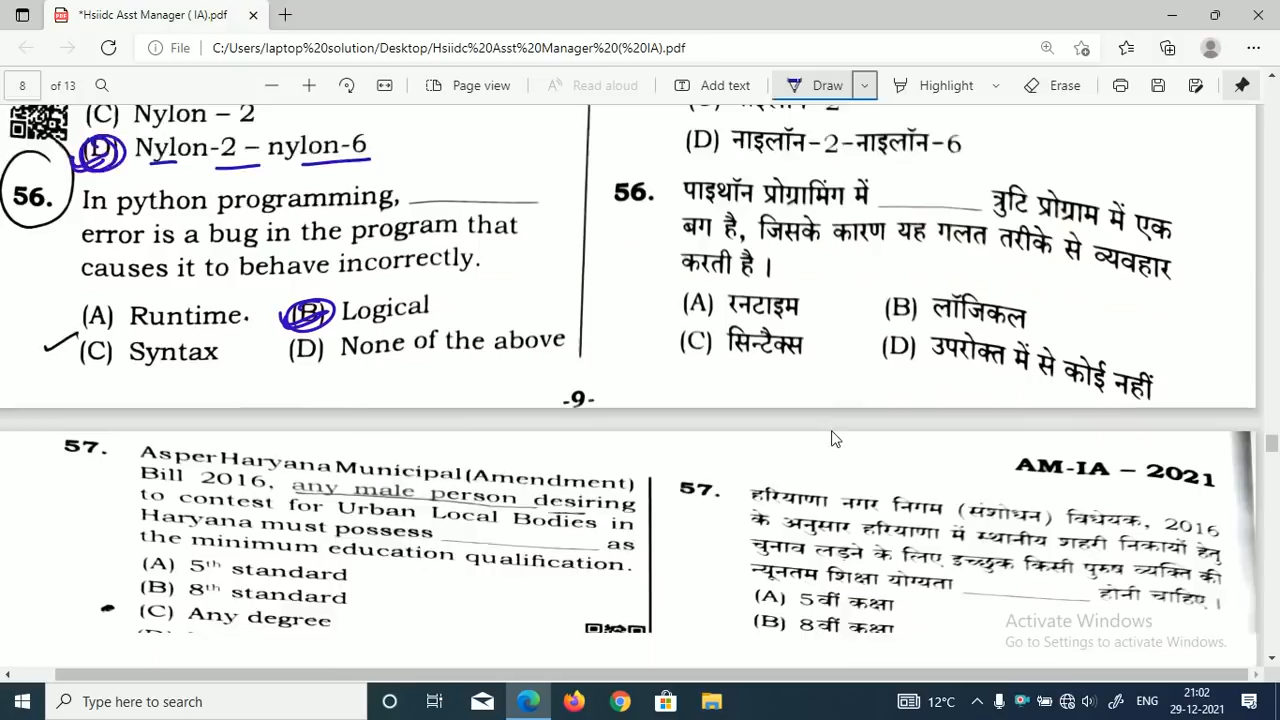 *Hsiidc Asst Manager ( IA).pdf
File
C:/Users/laptop%20solution/Desktop/Hsiidc%20Asst%20Manager%20(%20IA).pdf
8 of 13
Page view
Read aloud
Add text
Draw
Highlight
Erase
(C) Nylon – 2
(D) Nylon-2 – nylon-6
56. In python programming, __________
error is a bug in the program that
causes it to behave incorrectly.
(A) Runtime. (B) Logical
(C) Syntax (D) None of the above
(D) नाइलॉन-2-नाइलॉन-6
56. पाइथॉन प्रोग्रामिंग में ________ त्रुटि प्रोग्राम में एक
बग है, जिसके कारण यह गलत तरीके से व्यवहार
करती है ।
(A) रनटाइम (B) लॉजिकल
(C) सिन्टैक्स (D) उपरोक्त में से कोई नहीं
-9-
57. As per Haryana Municipal (Amendment)
Bill 2016, any male person desiring
to contest for Urban Local Bodies in
Haryana must possess __________ as
the minimum education qualification.
(A) 5th standard
(B) 8th standard
(C) Any degree
AM-IA – 2021
57. हरियाणा नगर निगम (संशोधन) विधेयक, 2016
के अनुसार हरियाणा में स्थानीय शहरी निकायों हेतु
चुनाव लड़ने के लिए इच्छुक किसी पुरुष व्यक्ति की
न्यूनतम शिक्षा योग्यता __________ होनी चाहिए ।
(A) 5वीं कक्षा
(B) 8वीं कक्षा
Activate Windows
Go to Settings to activate Windows.
Type here to search
12°C
ENG
21:02
29-12-2021